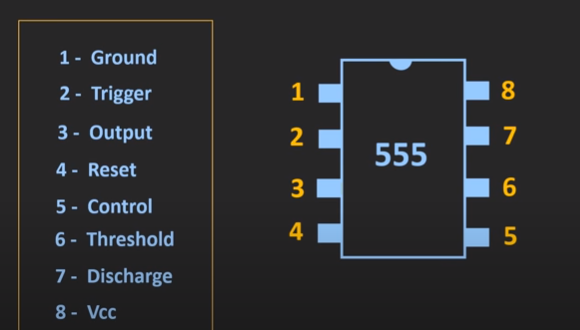 1 - Ground
2 - Trigger
3 - Output
4 - Reset
5 - Control
6 - Threshold
7 - Discharge
8 - Vcc
1 8
2 7
555
3 6
4 5